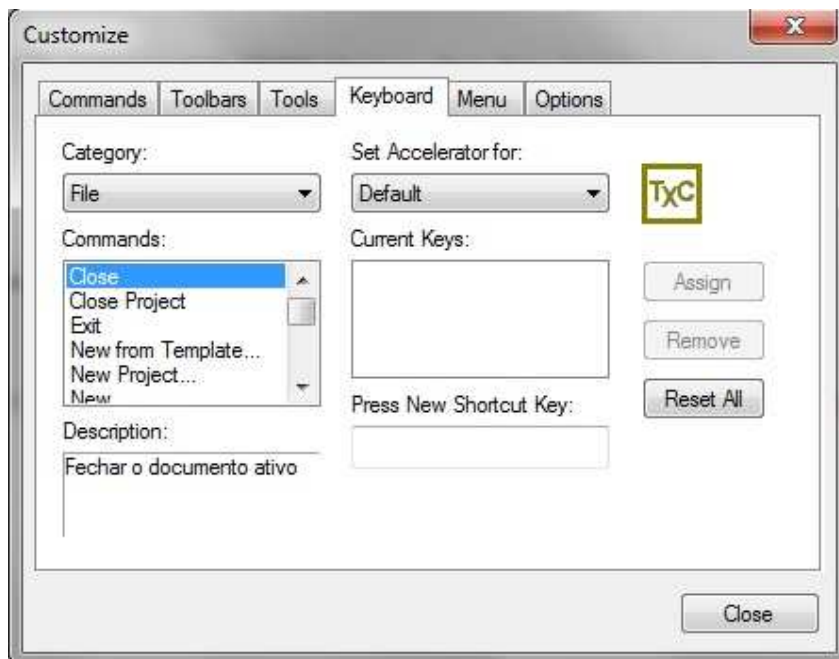 Customize
Commands Toolbars Tools Keyboard Menu Options
Category:
File
Commands:
Close
Close Project
Exit
New from Template...
New Project...
New
Description:
Fechar o documento ativo
Set Accelerator for:
Default
Current Keys:
Press New Shortcut Key:
TXC
Assign
Remove
Reset All
Close